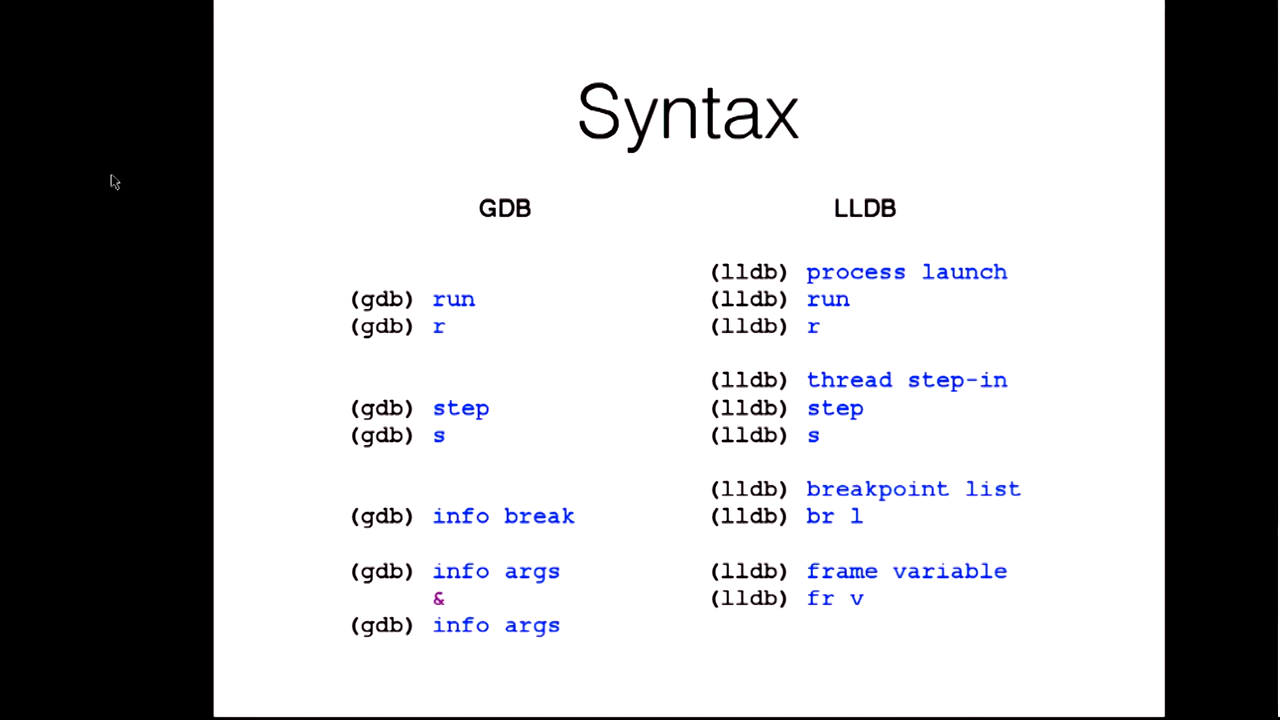 Syntax
GDB
(gdb) run
(gdb) r
(gdb) step
(gdb) s
(gdb) info break
(gdb) info args
&
(gdb) info args
LLDB
(lldb) process launch
(lldb) run
(lldb) r
(lldb) thread step-in
(lldb) step
(lldb) s
(lldb) breakpoint list
(lldb) br l
(lldb) frame variable
(lldb) fr v